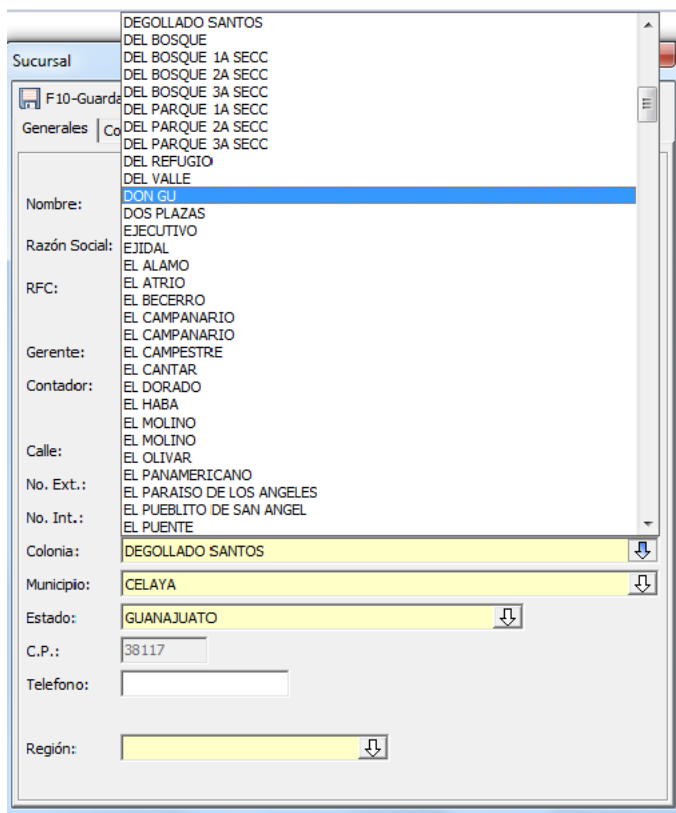 Sucursal
F10-Guarda
Generales Co
DEGOLLADO SANTOS
DEL BOSQUE
DEL BOSQUE 1A SECC
DEL BOSQUE 2A SECC
DEL BOSQUE 3A SECC
DEL PARQUE 1A SECC
DEL PARQUE 2A SECC
DEL PARQUE 3A SECC
DEL REFUGIO
DEL VALLE
DON GU
DOS PLAZAS
EJECUTIVO
EJIDAL
EL ALAMO
EL ATRIO
EL BECERRO
EL CAMPANARIO
EL CAMPANARIO
EL CAMPESTRE
EL CANTAR
EL DORADO
EL HABA
EL MOLINO
EL MOLINO
EL OLIVAR
EL PANAMERICANO
EL PARAISO DE LOS ANGELES
EL PUEBLITO DE SAN ANGEL
EL PUENTE
Nombre:
Razón Social:
RFC:
Gerente:
Contador:
Calle:
No. Ext.:
No. Int.:
Colonia: DEGOLLADO SANTOS
Municipio: CELAYA
Estado: GUANAJUATO
C.P.: 38117
Telefono:
Región: